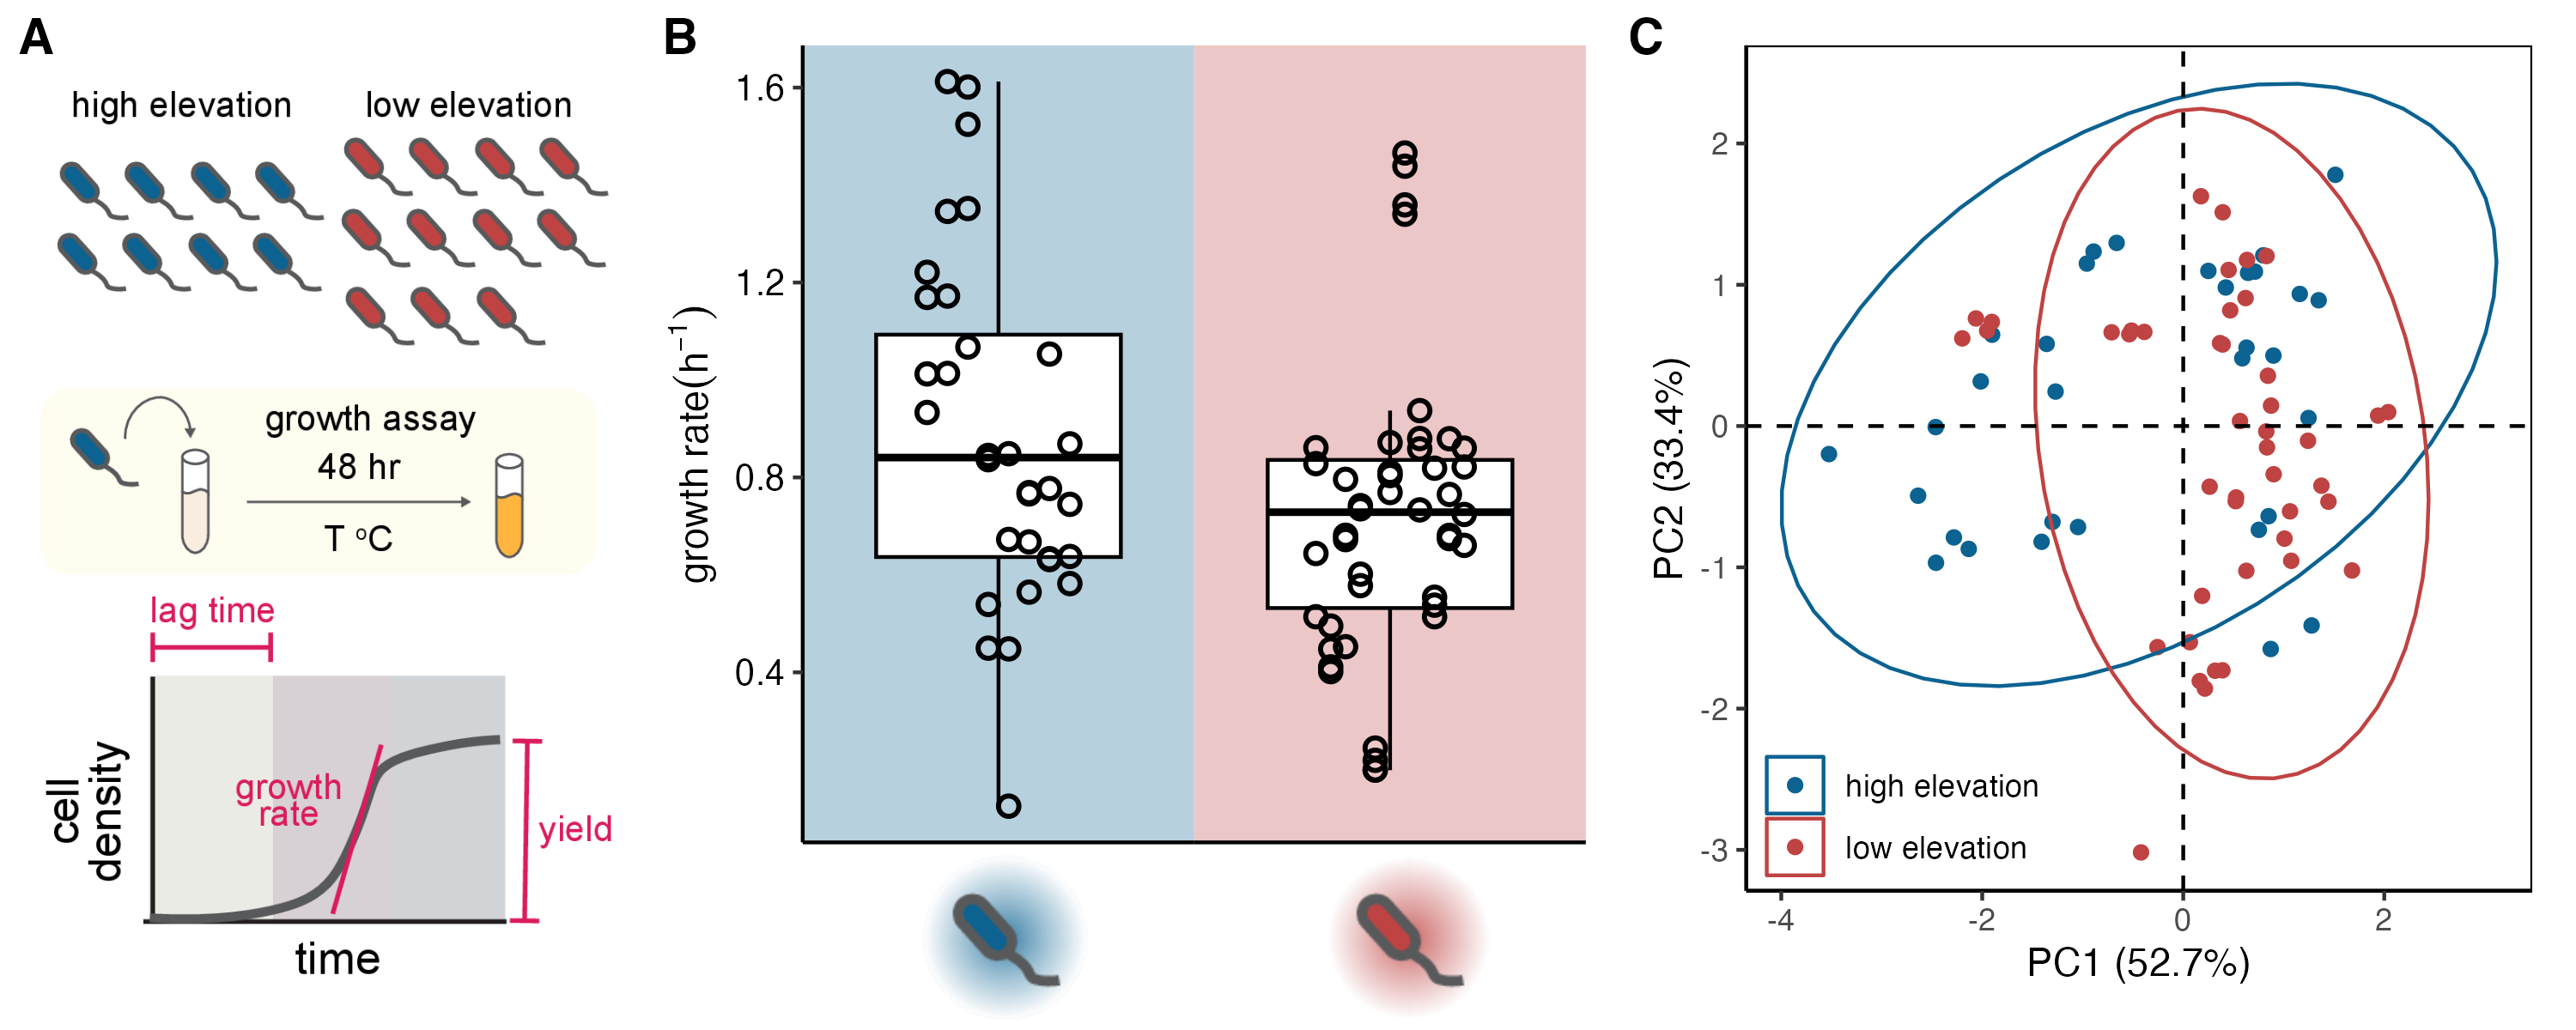 A
high elevation
low elevation
growth assay
48 hr
T °C
lag time
growth
rate
yield
cell
density
time
B
growth rate(h⁻¹)
1.6
1.2
0.8
0.4
C
PC2 (33.4%)
2
1
0
-1
-2
-3
high elevation
low elevation
-4
-2
0
2
PC1 (52.7%)